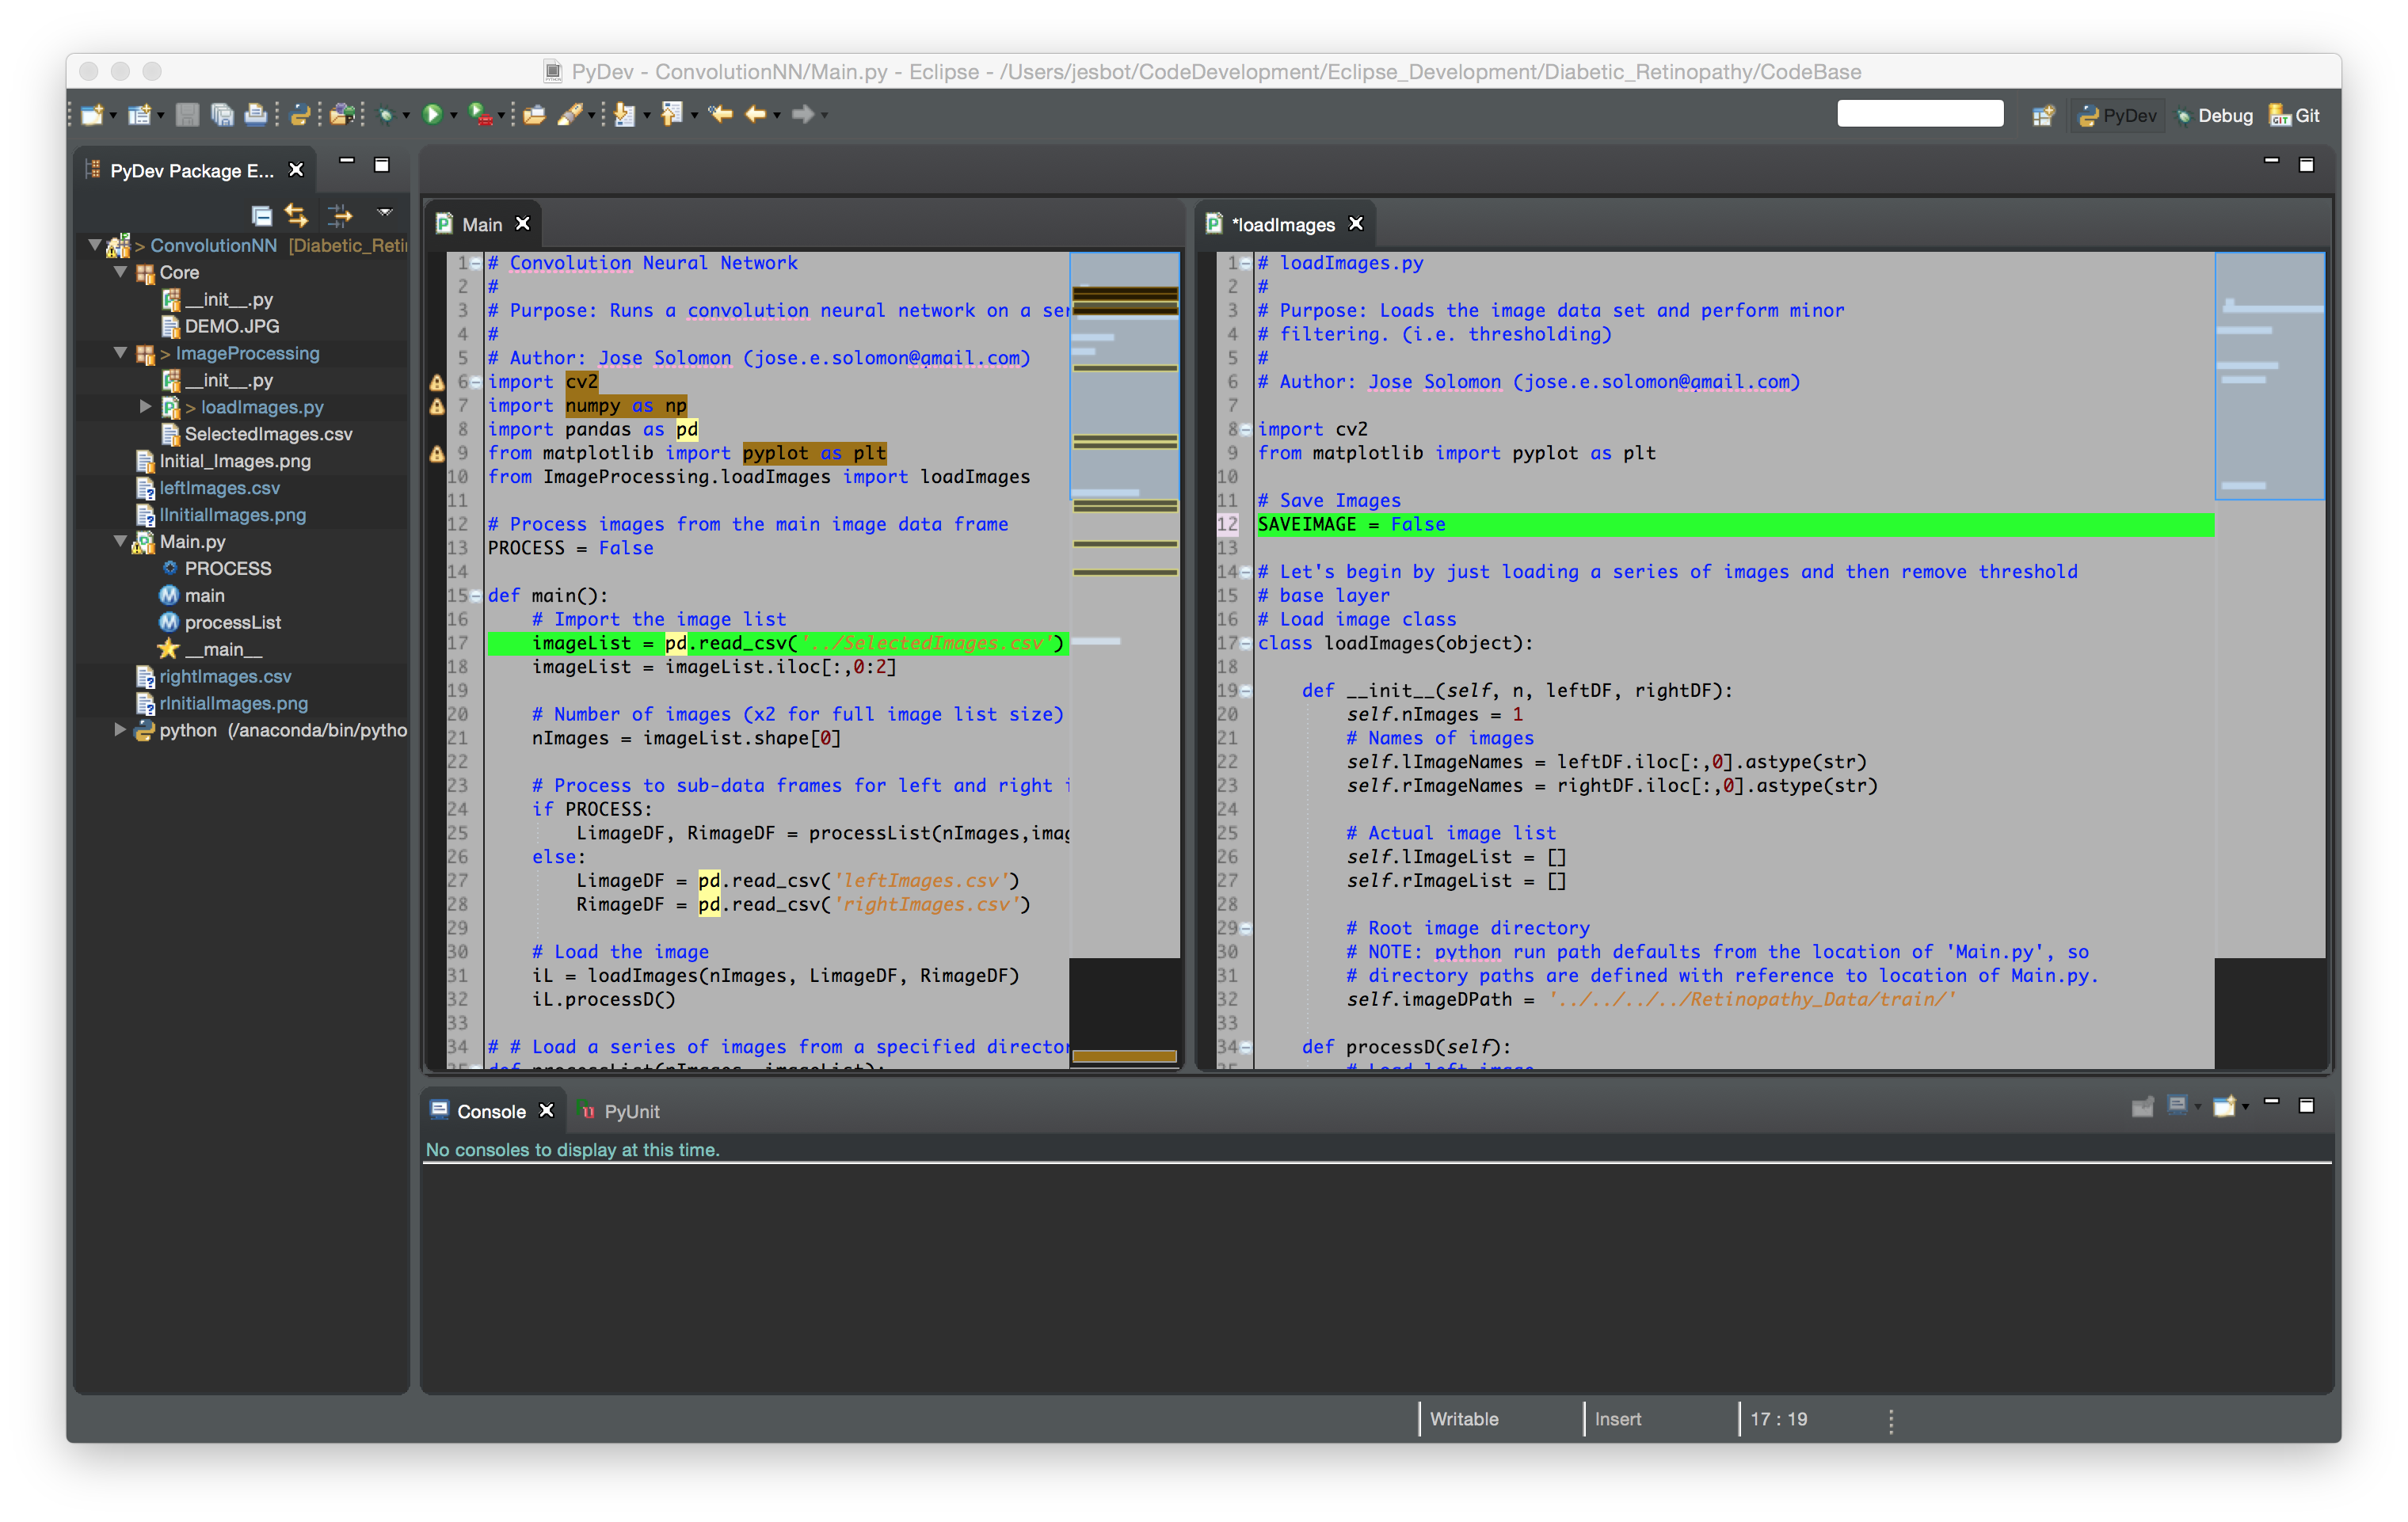 PyDev - ConvolutionNN/Main.py - Eclipse - /Users/jesbot/CodeDevelopment/Eclipse_Development/Diabetic_Retinopathy/CodeBase
PyDev
Debug
GIT Git
PyDev Package E...
> ConvolutionNN [Diabetic_Reti
Core
__init__.py
DEMO.JPG
> ImageProcessing
__init__.py
> loadImages.py
SelectedImages.csv
Initial_Images.png
leftImages.csv
lInitialImages.png
Main.py
PROCESS
main
processList
__main__
rightImages.csv
rInitialImages.png
python (/anaconda/bin/pytho
Main
1 # Convolution Neural Network
2 #
3 # Purpose: Runs a convolution neural network on a ser
4 #
5 # Author: Jose Solomon (jose.e.solomon@gmail.com)
6 import cv2
7 import numpy as np
8 import pandas as pd
9 from matplotlib import pyplot as plt
10 from ImageProcessing.loadImages import loadImages
11
12 # Process images from the main image data frame
13 PROCESS = False
14
15 def main():
16 # Import the image list
17 imageList = pd.read_csv('../SelectedImages.csv')
18 imageList = imageList.iloc[:,0:2]
19
20 # Number of images (x2 for full image list size)
21 nImages = imageList.shape[0]
22
23 # Process to sub-data frames for left and right i
24 if PROCESS:
25 LimageDF, RimageDF = processList(nImages,imag
26 else:
27 LimageDF = pd.read_csv('leftImages.csv')
28 RimageDF = pd.read_csv('rightImages.csv')
29
30 # Load the image
31 iL = loadImages(nImages, LimageDF, RimageDF)
32 iL.processD()
33
34 # # Load a series of images from a specified director
35 def processList(nImages, imageList):
*loadImages
1 # loadImages.py
2 #
3 # Purpose: Loads the image data set and perform minor
4 # filtering. (i.e. thresholding)
5 #
6 # Author: Jose Solomon (jose.e.solomon@gmail.com)
7
8 import cv2
9 from matplotlib import pyplot as plt
10
11 # Save Images
12 SAVEIMAGE = False
13
14 # Let's begin by just loading a series of images and then remove threshold
15 # base layer
16 # Load image class
17 class loadImages(object):
18
19 def __init__(self, n, leftDF, rightDF):
20 self.nImages = 1
21 # Names of images
22 self.lImageNames = leftDF.iloc[:,0].astype(str)
23 self.rImageNames = rightDF.iloc[:,0].astype(str)
24
25 # Actual image list
26 self.lImageList = []
27 self.rImageList = []
28
29 # Root image directory
30 # NOTE: python run path defaults from the location of 'Main.py', so
31 # directory paths are defined with reference to location of Main.py.
32 self.imageDPath = '../../../../Retinopathy_Data/train/'
33
34 def processD(self):
35 # Load left image
Console
PyUnit
No consoles to display at this time.
Writable
Insert
17 : 19